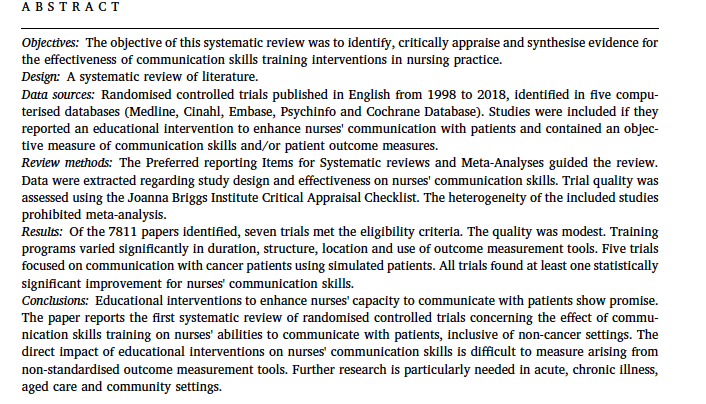 ABSTRACT
Objectives: The objective of this systematic review was to identify, critically appraise and synthesise evidence for
the effectiveness of communication skills training interventions in nursing practice.
Design: A systematic review of literature.
Data sources: Randomised controlled trials published in English from 1998 to 2018, identified in five compu-
terised databases (Medline, Cinahl, Embase, Psychinfo and Cochrane Database). Studies were included if they
reported an educational intervention to enhance nurses' communication with patients and contained an objec-
tive measure of communication skills and/or patient outcome measures.
Review methods: The Preferred reporting Items for Systematic reviews and Meta-Analyses guided the review.
Data were extracted regarding study design and effectiveness on nurses' communication skills. Trial quality was
assessed using the Joanna Briggs Institute Critical Appraisal Checklist. The heterogeneity of the included studies
prohibited meta-analysis.
Results: Of the 7811 papers identified, seven trials met the eligibility criteria. The quality was modest. Training
programs varied significantly in duration, structure, location and use of outcome measurement tools. Five trials
focused on communication with cancer patients using simulated patients. All trials found at least one statistically
significant improvement for nurses' communication skills.
Conclusions: Educational interventions to enhance nurses' capacity to communicate with patients show promise.
The paper reports the first systematic review of randomised controlled trials concerning the effect of commu-
nication skills training on nurses' abilities to communicate with patients, inclusive of non-cancer settings. The
direct impact of educational interventions on nurses' communication skills is difficult to measure arising from
non-standardised outcome measurement tools. Further research is particularly needed in acute, chronic illness,
aged care and community settings.